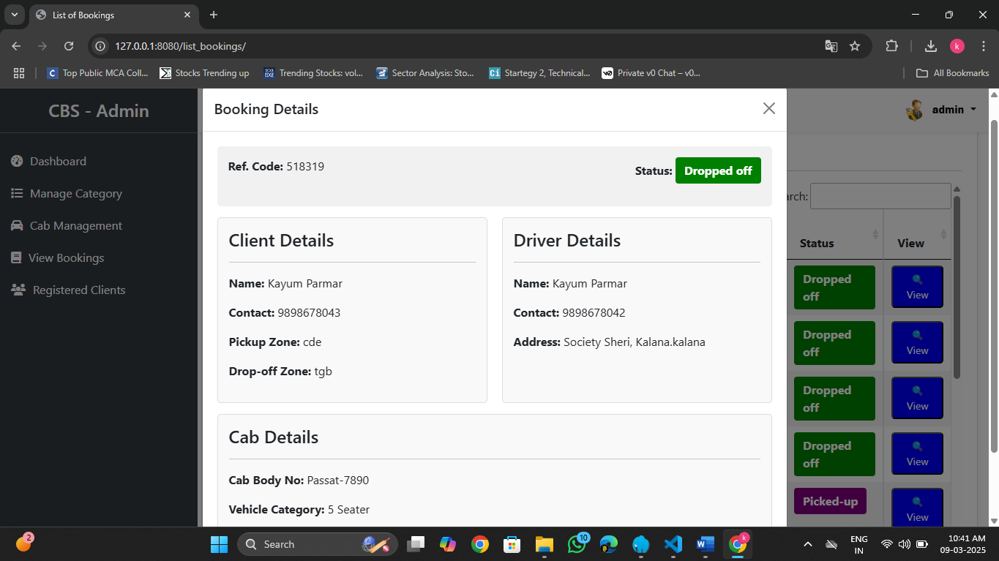 List of Bookings
127.0.0.1:8080/list_bookings/
k
Top Public MCA Coll...
Stocks Trending up
Trending Stocks: vol...
Sector Analysis: Sto...
Startegy 2, Technical...
Private v0 Chat – v0...
All Bookmarks
CBS - Admin
Dashboard
Manage Category
Cab Management
View Bookings
Registered Clients
admin
Booking Details
Ref. Code: 518319
Status: Dropped off
Client Details
Name: Kayum Parmar
Contact: 9898678043
Pickup Zone: cde
Drop-off Zone: tgb
Driver Details
Name: Kayum Parmar
Contact: 9898678042
Address: Society Sheri, Kalana.kalana
Cab Details
Cab Body No: Passat-7890
Vehicle Category: 5 Seater
arch:
Status
View
Dropped
off
View
Dropped
off
View
Dropped
off
View
Dropped
off
View
Picked-up
View
2
Search
10
k
ENG
IN
10:41 AM
09-03-2025